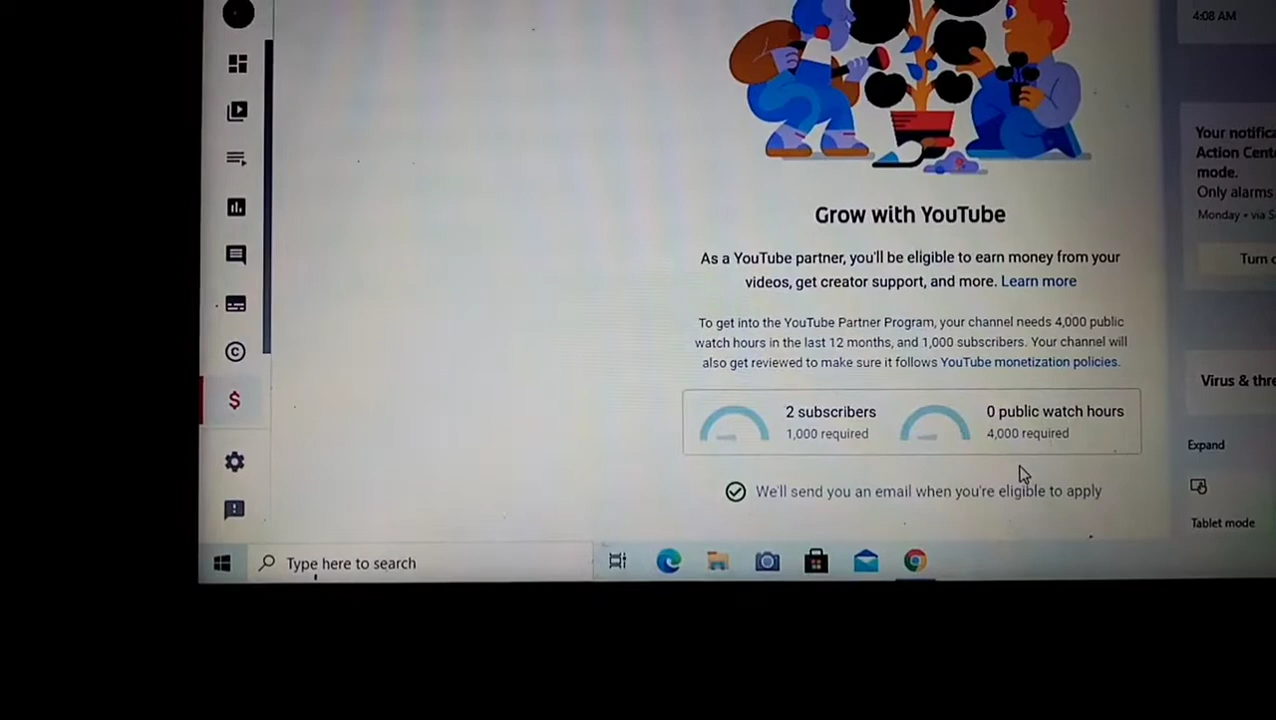 4:08 AM
Your notifica
Action Cent
mode.
Only alarms
Monday • via S
Turn o
Grow with YouTube
As a YouTube partner, you'll be eligible to earn money from your
videos, get creator support, and more. Learn more
To get into the YouTube Partner Program, your channel needs 4,000 public
watch hours in the last 12 months, and 1,000 subscribers. Your channel will
also get reviewed to make sure it follows YouTube monetization policies.
2 subscribers
1,000 required
0 public watch hours
4,000 required
We'll send you an email when you're eligible to apply
Virus & thre
Expand
Tablet mode
Type here to search